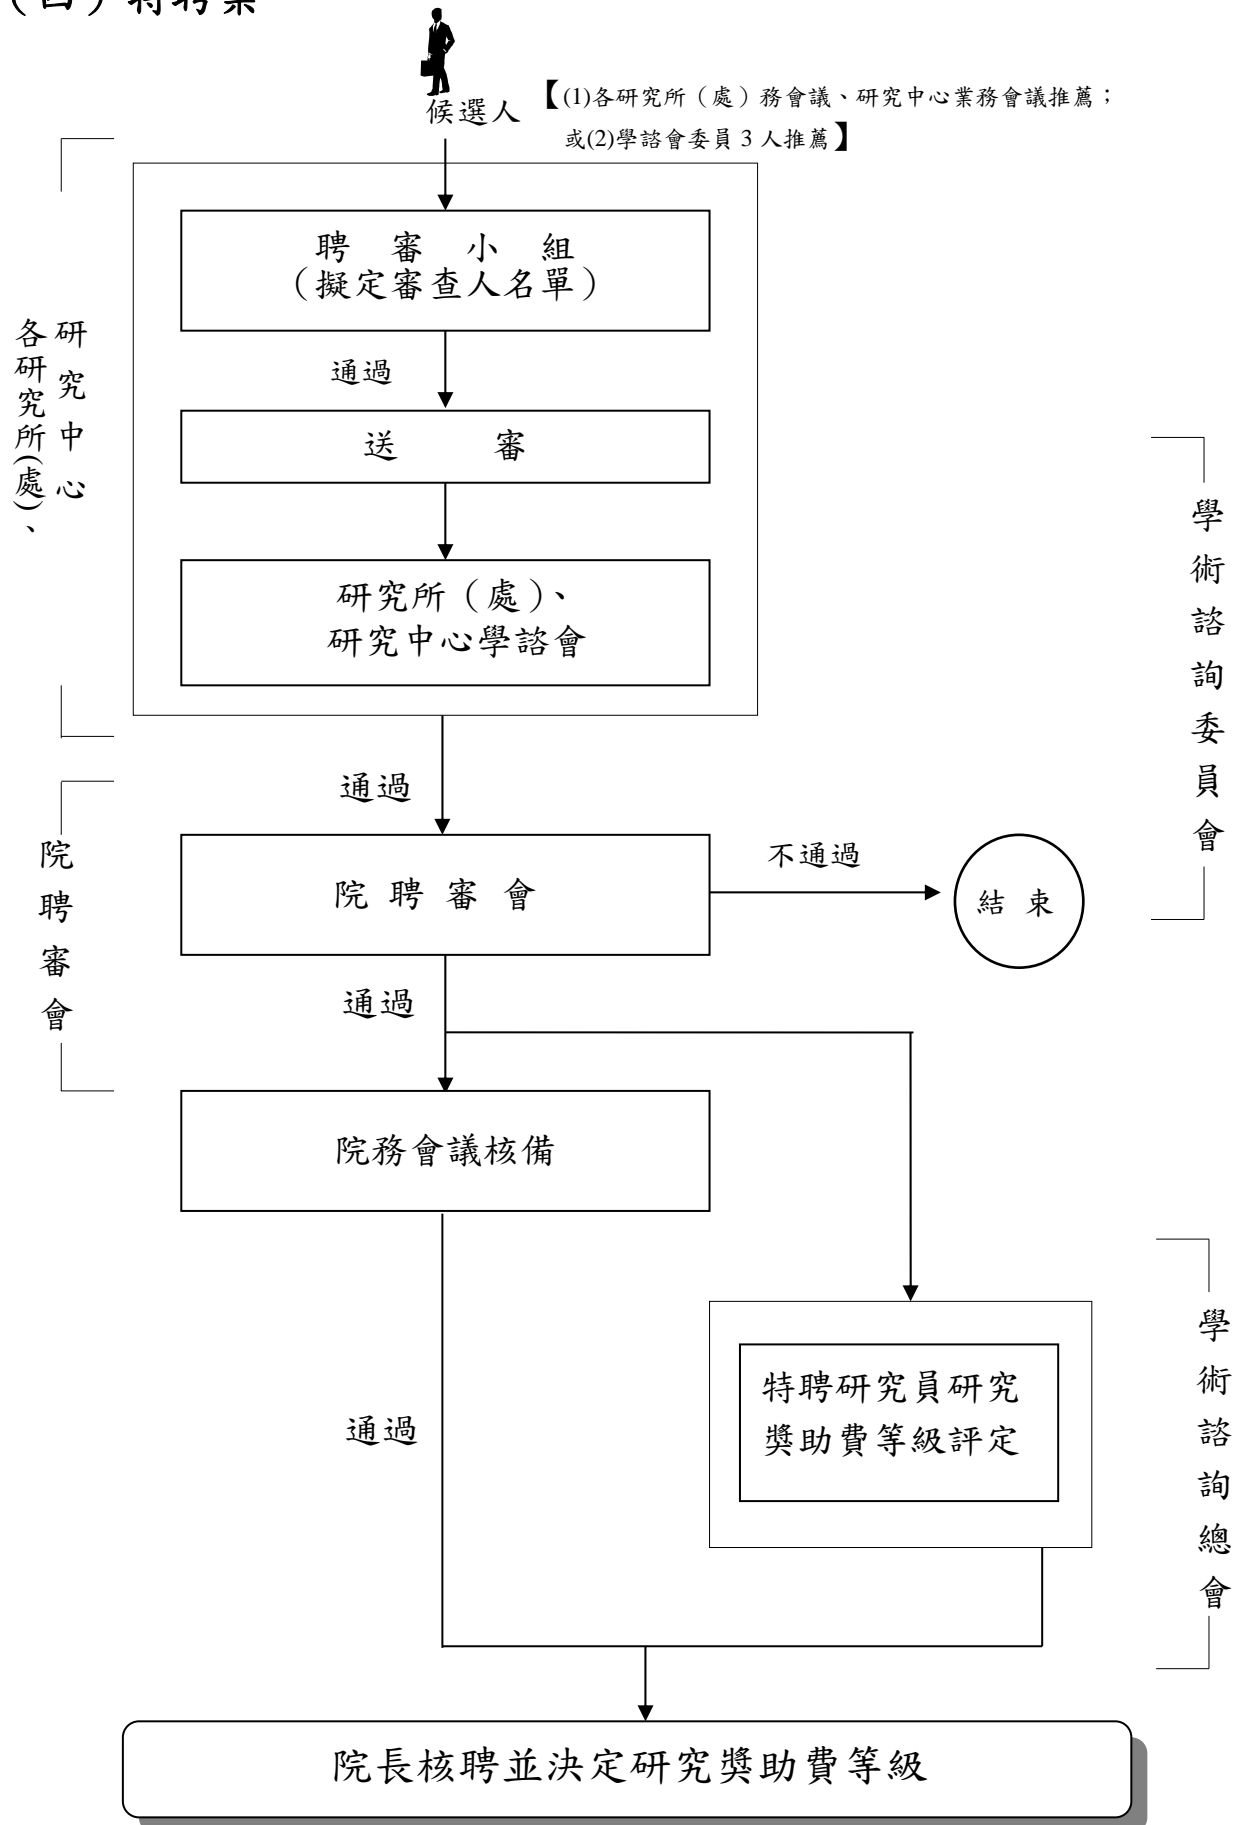 （四）特聘案
候選人
【(1)各研究所（處）務會議、研究中心業務會議推薦；
或(2)學諮會委員 3 人推薦】
各研究所(處)、
研究中心
聘審小組
（擬定審查人名單）
通過
送審
研究所（處）、
研究中心學諮會
學術諮詢委員會
通過
院聘審會
院聘審會
不通過
結束
通過
院務會議核備
通過
特聘研究員研究
獎助費等級評定
學術諮詢總會
院長核聘並決定研究獎助費等級